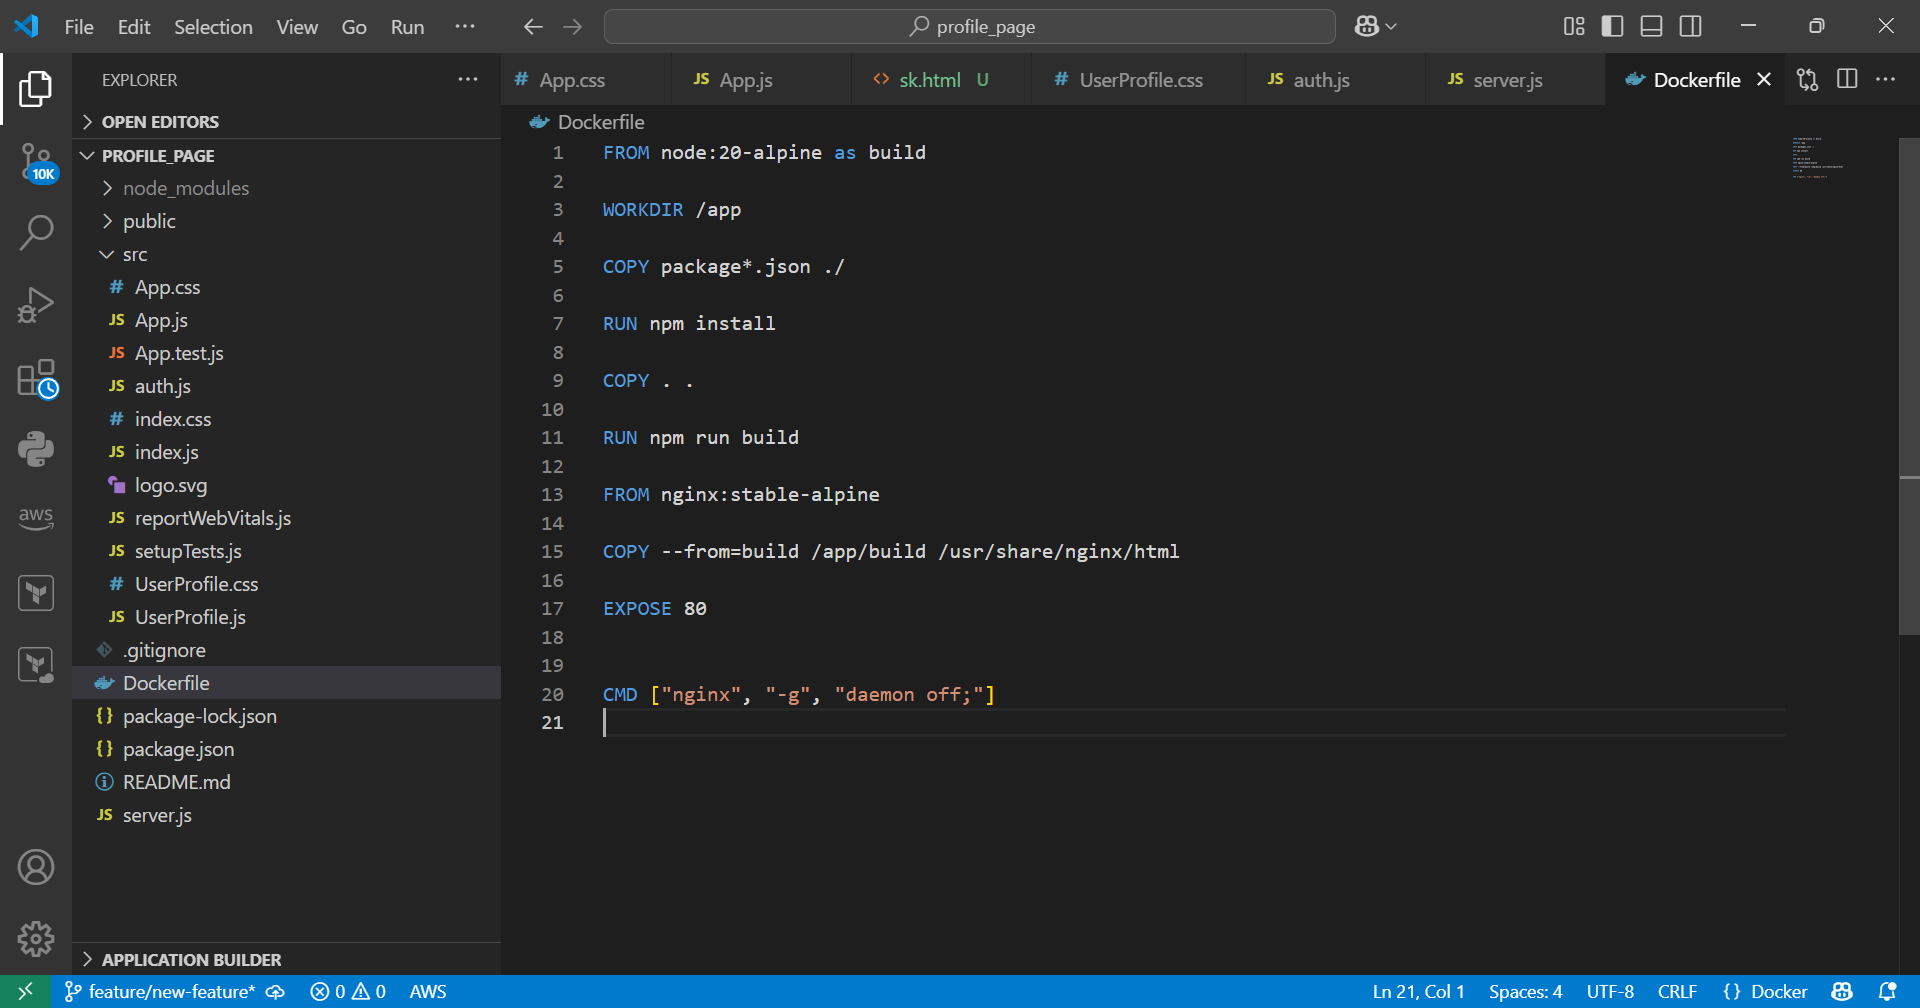 File Edit Selection View Go Run ···
profile_page
EXPLORER ···
OPEN EDITORS
PROFILE_PAGE
node_modules
public
src
# App.css
JS App.js
JS App.test.js
JS auth.js
# index.css
JS index.js
logo.svg
JS reportWebVitals.js
JS setupTests.js
# UserProfile.css
JS UserProfile.js
.gitignore
Dockerfile
{} package-lock.json
{} package.json
README.md
JS server.js
APPLICATION BUILDER
10K
aws
# App.css JS App.js <> sk.html U # UserProfile.css JS auth.js JS server.js Dockerfile
Dockerfile
1 FROM node:20-alpine as build
2
3 WORKDIR /app
4
5 COPY package*.json ./
6
7 RUN npm install
8
9 COPY . .
10
11 RUN npm run build
12
13 FROM nginx:stable-alpine
14
15 COPY --from=build /app/build /usr/share/nginx/html
16
17 EXPOSE 80
18
19
20 CMD ["nginx", "-g", "daemon off;"]
21
feature/new-feature* 0 0 AWS
Ln 21, Col 1 Spaces: 4 UTF-8 CRLF {} Docker